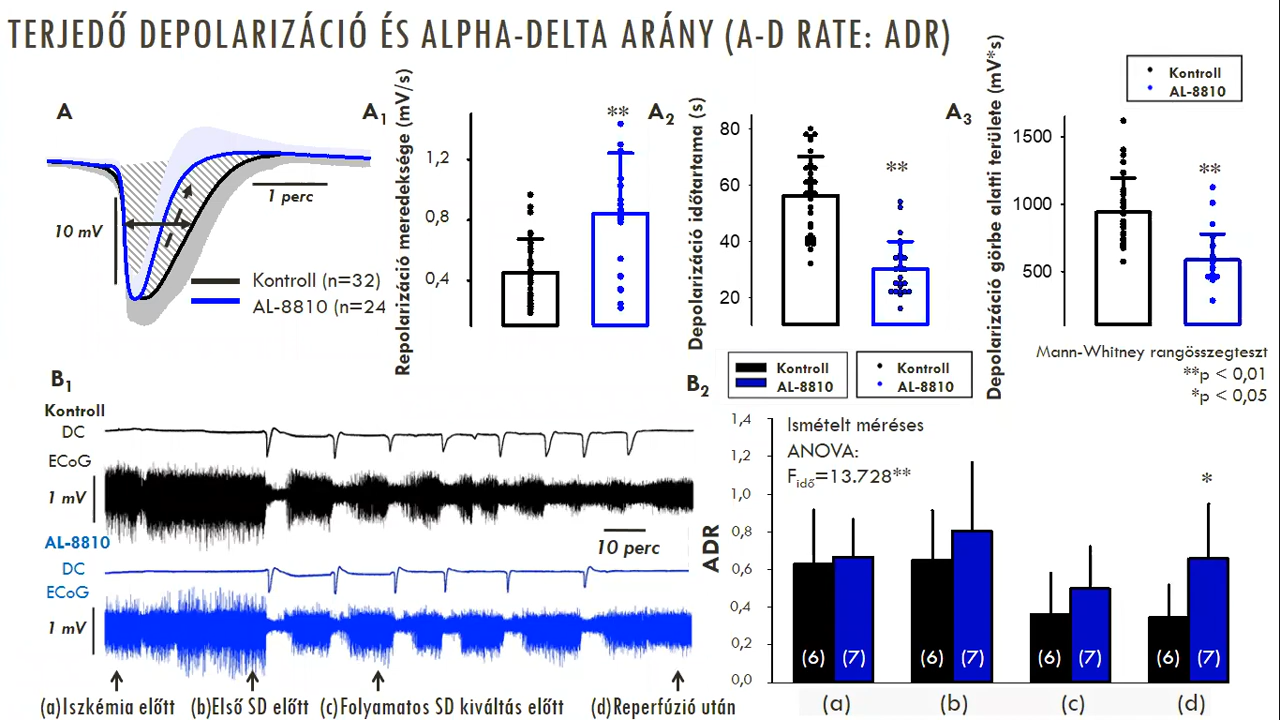 TERJEDŐ DEPOLARIZÁCIÓ ÉS ALPHA-DELTA ARÁNY (A-D RATE: ADR)
A
10 mV
1 perc
Kontroll (n=32)
AL-8810 (n=24
A1
Repolarizáció meredeksége (mV/s)
1,2
0,8
0,4
**
A2
Depolarizáció időtartama (s)
80
60
40
20
**
A3
Depolarizáció görbe alatti területe (mV*s)
1500
1000
500
**
Kontroll
AL-8810
Mann-Whitney rangösszegteszt
**p < 0,01
*p < 0,05
B1
Kontroll
DC
ECoG
1 mV
10 perc
AL-8810
DC
ECoG
1 mV
(a)Iszkémia előtt (b)Első SD előtt (c)Folyamatos SD kiváltás előtt (d)Reperfúzió után
B2
Kontroll
AL-8810
Kontroll
AL-8810
Ismételt méréses
ANOVA:
Fidő=13.728**
ADR
1,4
1,2
1,0
0,8
0,6
0,4
0,2
0,0
*
(6) (7) (6) (7) (6) (7) (6) (7)
(a) (b) (c) (d)